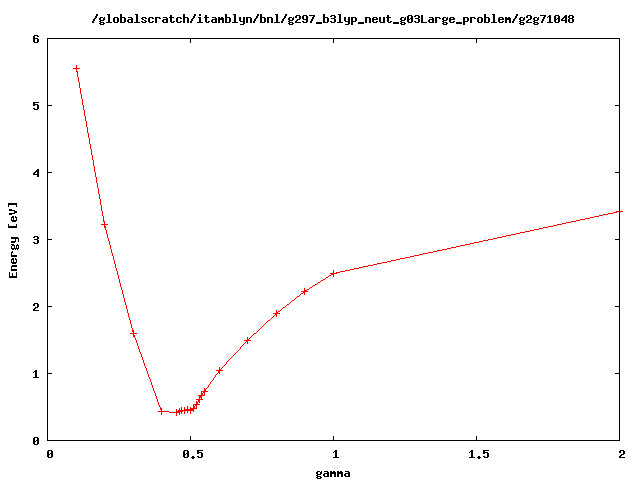 /globalscratch/itamblyn/bnl/g297_b3lyp_neut_g03Large_problem/g2g71048
6
5
4
3
2
1
0
Energy [eV]
0 0.5 1 1.5 2
gamma